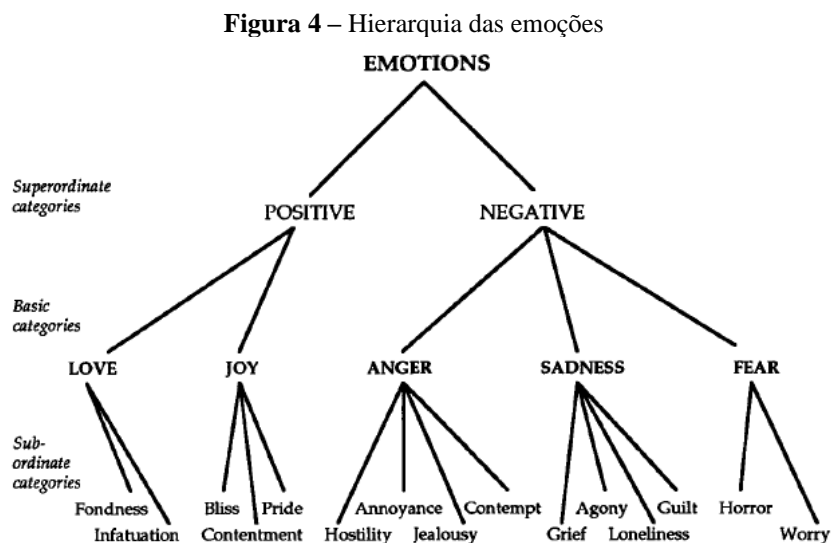 Figura 4 – Hierarquia das emoções
EMOTIONS
Superordinate
categories
POSITIVE NEGATIVE
Basic
categories
LOVE JOY ANGER SADNESS FEAR
Sub-
ordinate
categories
Fondness Bliss Pride Annoyance Contempt Agony Guilt Horror
Infatuation Contentment Hostility Jealousy Grief Loneliness Worry